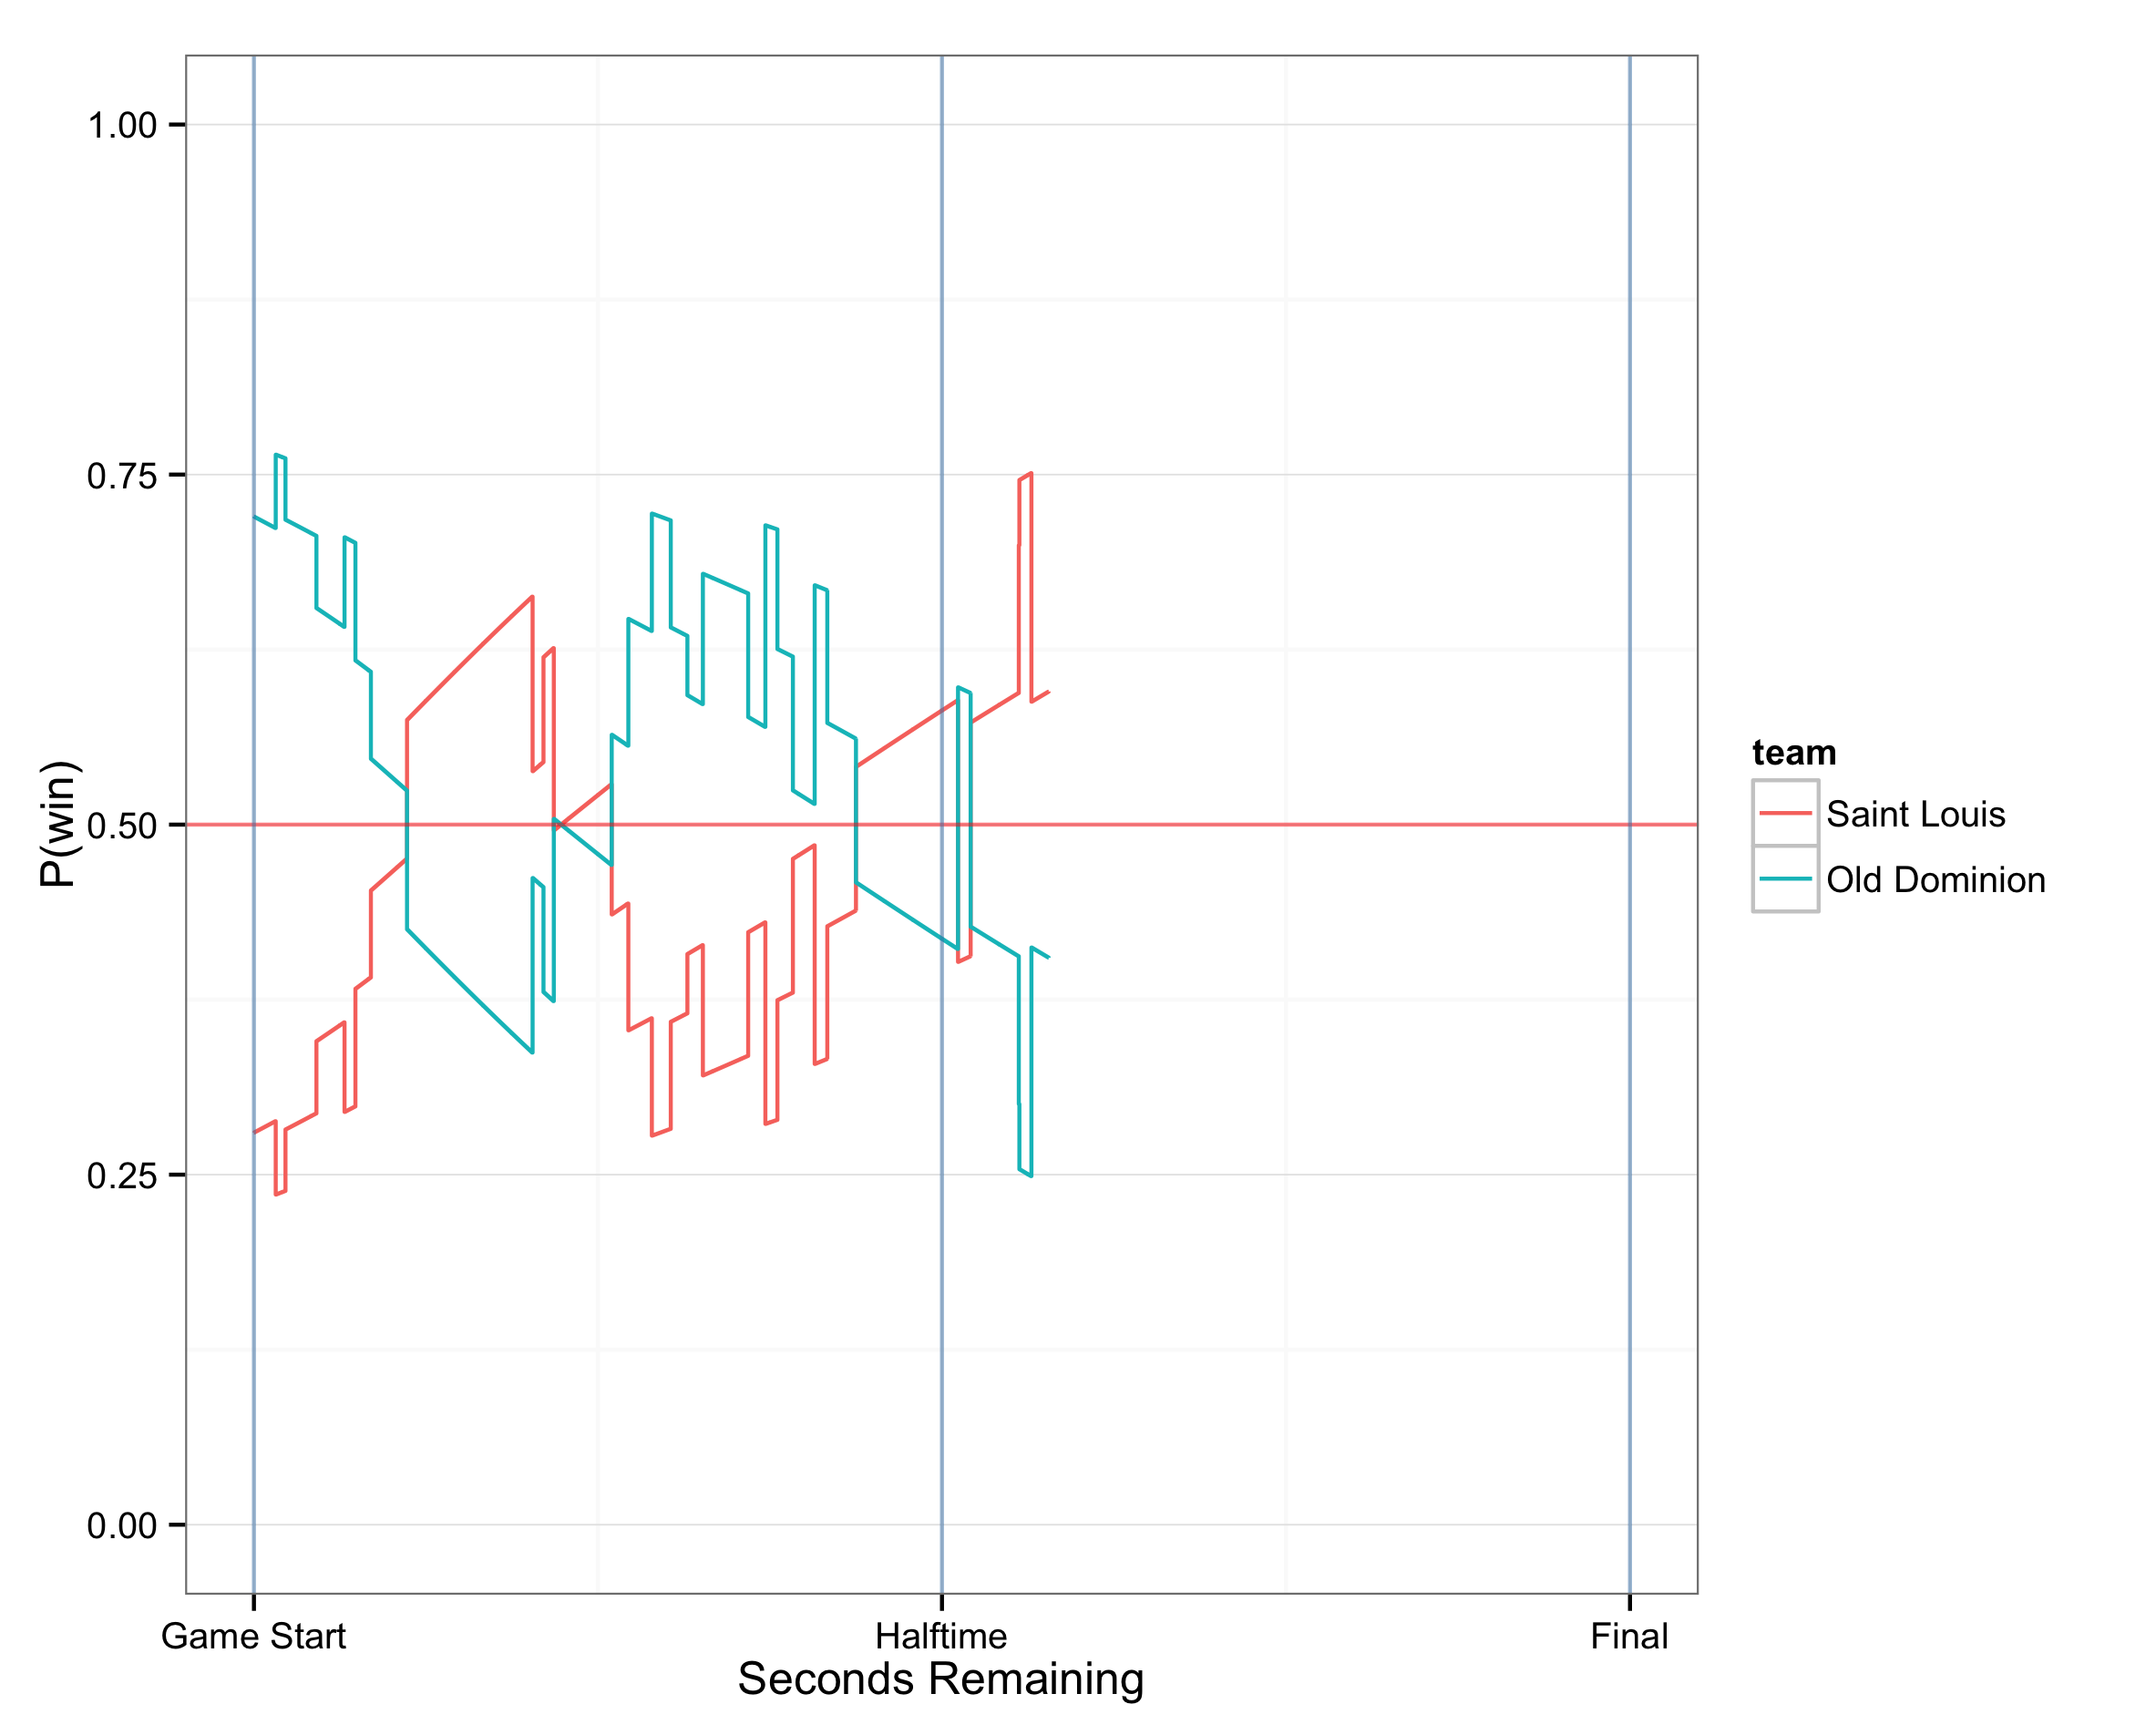 1.00
0.75
0.50
0.25
0.00
P(win)
Game Start
Halftime
Final
Seconds Remaining
team
Saint Louis
Old Dominion